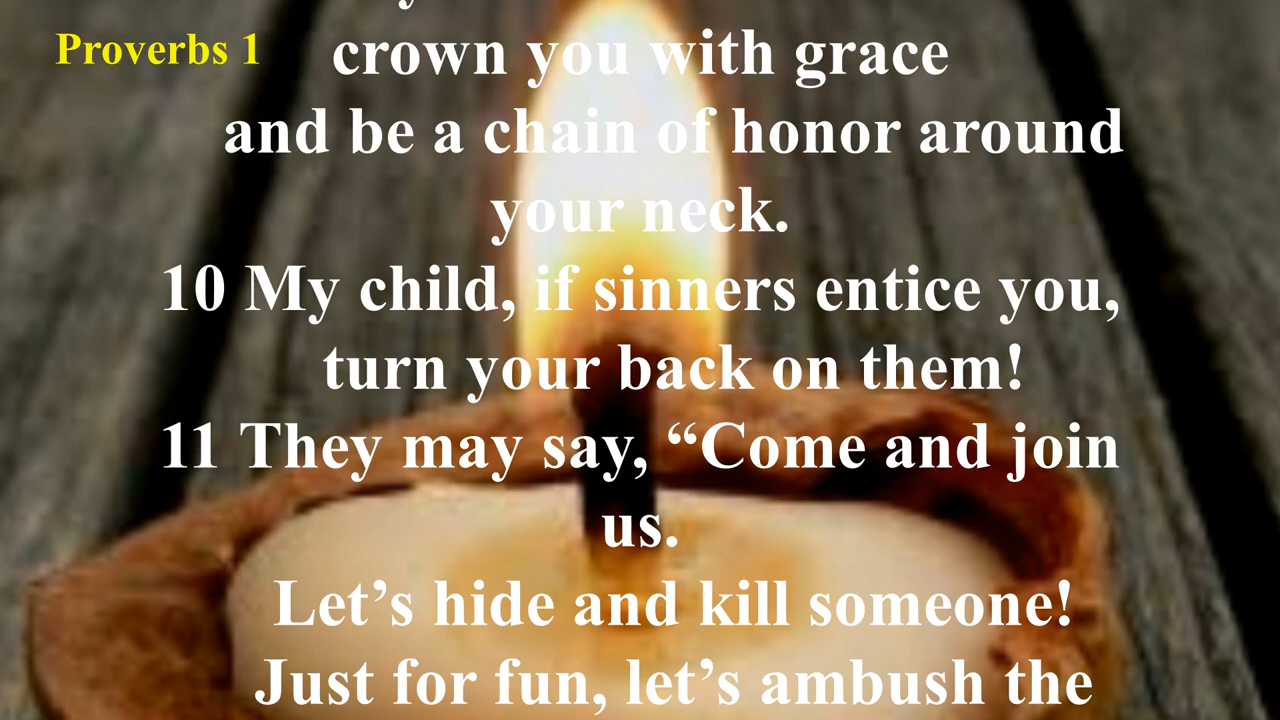 Proverbs 1
crown you with grace
and be a chain of honor around
your neck.
10 My child, if sinners entice you,
turn your back on them!
11 They may say, “Come and join
us.
Let’s hide and kill someone!
Just for fun, let’s ambush the